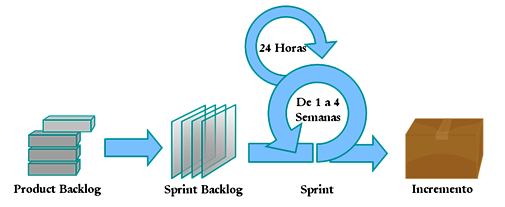 24 Horas
De 1 a 4
Semanas
Product Backlog
Sprint Backlog
Sprint
Incremento